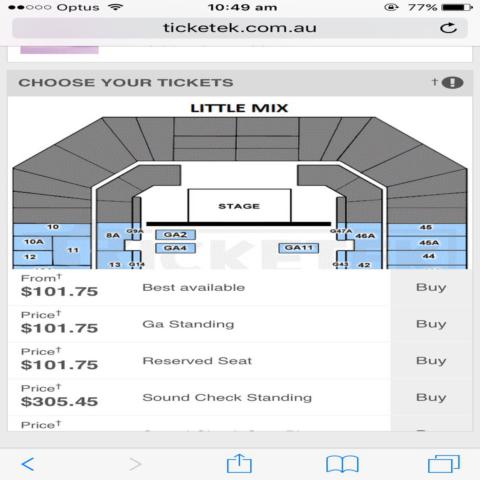 Optus 10:49 am 77%
ticketek.com.au
CHOOSE YOUR TICKETS †
LITTLE MIX
STAGE
10 8A G9A GA2 G47A 46A 45
10A 11 GA4 GA11 45A
12 13 G14 G43 42 44
TICKETE
From†
$101.75 Best available Buy
Price†
$101.75 Ga Standing Buy
Price†
$101.75 Reserved Seat Buy
Price†
$305.45 Sound Check Standing Buy
Price†